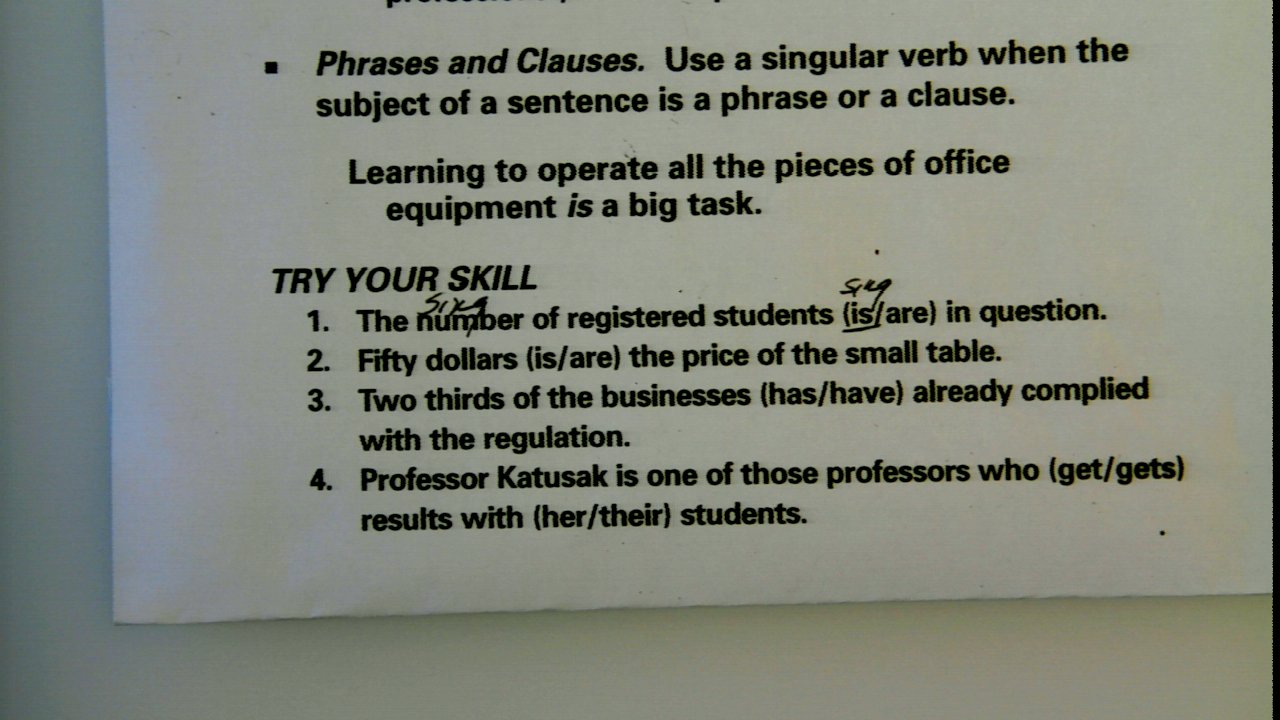 ▪ Phrases and Clauses. Use a singular verb when the
subject of a sentence is a phrase or a clause.
Learning to operate all the pieces of office
equipment is a big task.
TRY YOUR SKILL
sing sing
1. The number of registered students (is/are) in question.
2. Fifty dollars (is/are) the price of the small table.
3. Two thirds of the businesses (has/have) already complied
with the regulation.
4. Professor Katusak is one of those professors who (get/gets)
results with (her/their) students.